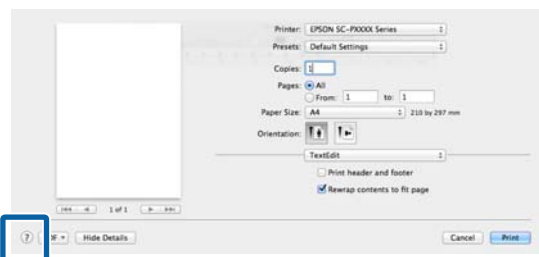 Printer: EPSON SC-PXXXX Series
Presets: Default Settings
Copies: 1
Pages: All
From: 1 to: 1
Paper Size: A4 210 by 297 mm
Orientation:
TextEdit
Print header and footer
Rewrap contents to fit page
1 of 1
? DF Hide Details Cancel Print